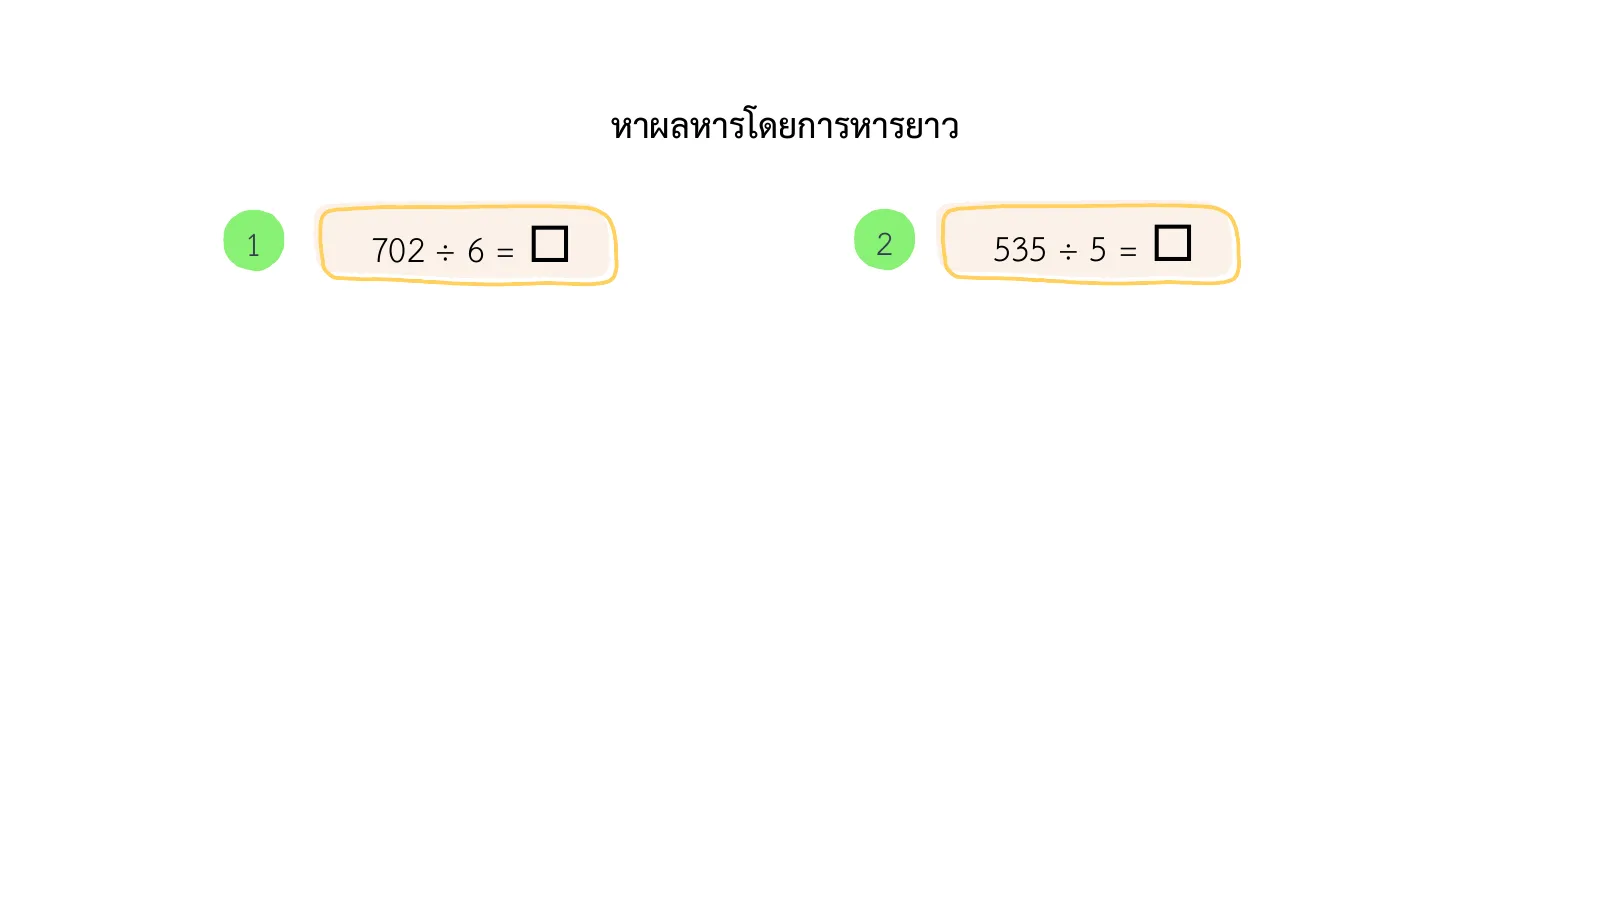 หาผลหารโดยการหารยาว
1 702 ÷ 6 = □
2 535 ÷ 5 = □